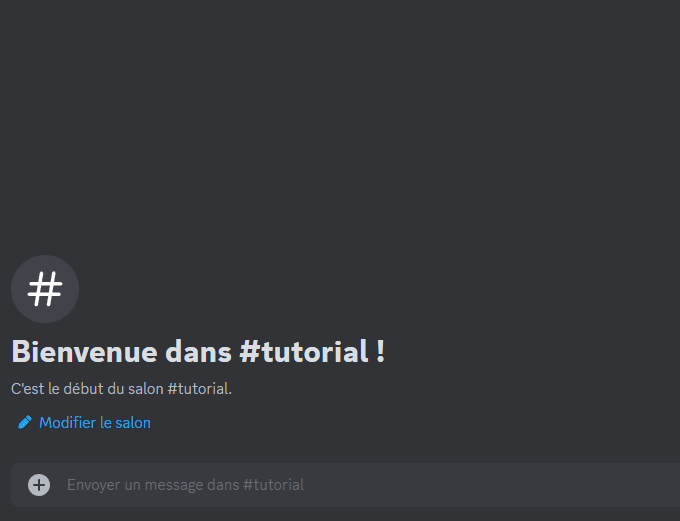 #
Bienvenue dans #tutorial !
C'est le début du salon #tutorial.
Modifier le salon
Envoyer un message dans #tutorial